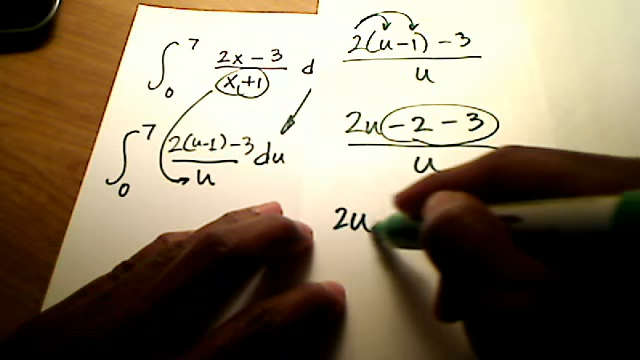 ∫₀⁷ (2x-3)/(x+1) d
∫₀⁷ (2(u-1)-3)/u du
(2(u-1)-3)/u
(2u-2-3)/u
2u